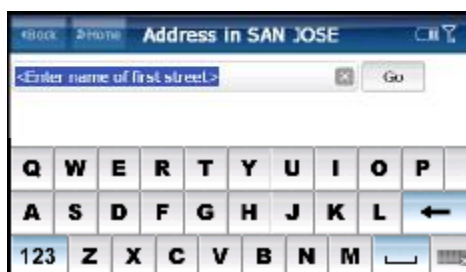 <Back Home Address in SAN JOSE
<Enter name of first street> Go
Q W E R T Y U I O P
A S D F G H J K L
123 Z X C V B N M